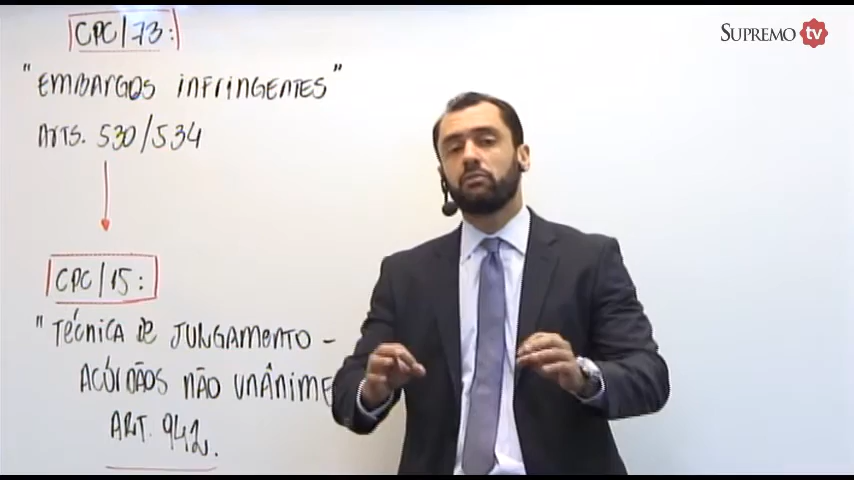 CPC/73:
"EMBARGOS INFRINGENTES"
ARTS. 530/534
CPC/15:
"TÉCNICA DE JULGAMENTO -
ACÓRDÃOS NÃO UNÂNIME
ART. 942.
SUPREMO tv